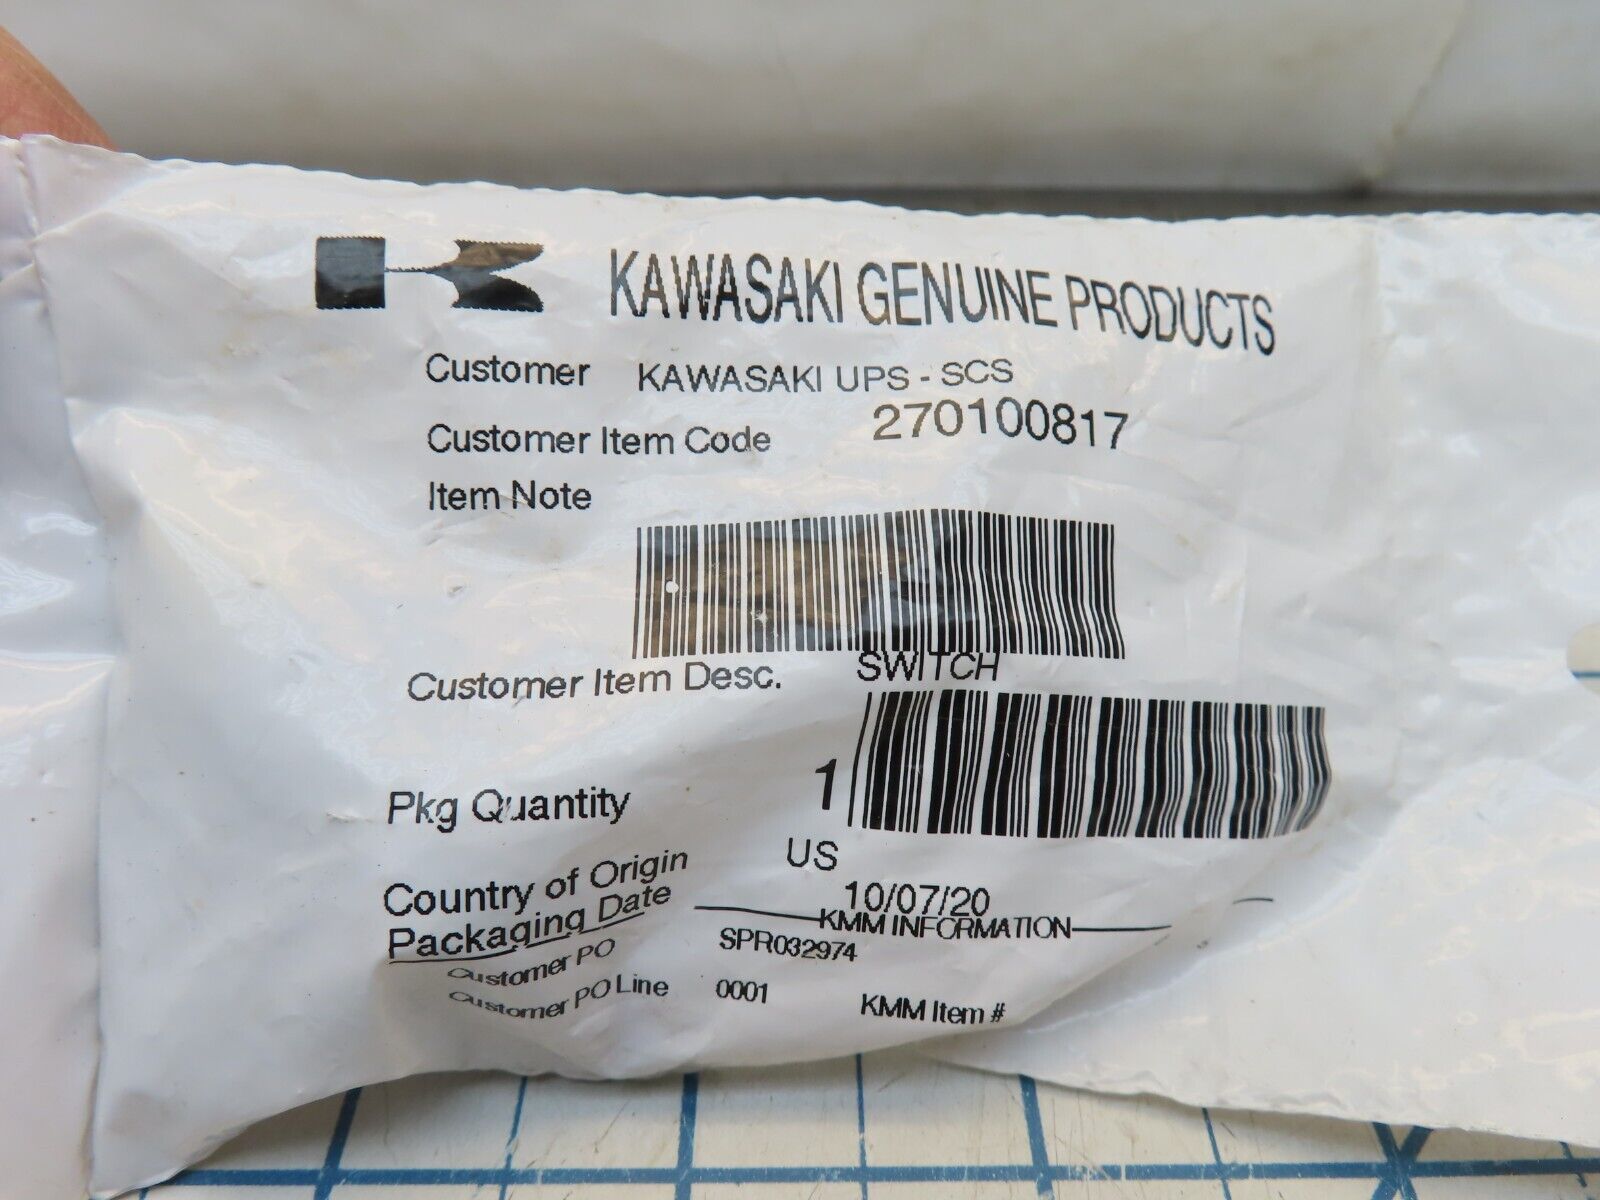 KAWASAKI GENUINE PRODUCTS
Customer KAWASAKI UPS - SCS
Customer Item Code 270100817
Item Note
Customer Item Desc. SWITCH
Pkg Quantity 1
Country of Origin US
Packaging Date 10/07/20
KMM INFORMATION
Customer PO SPR032974
Customer PO Line 0001 KMM Item #